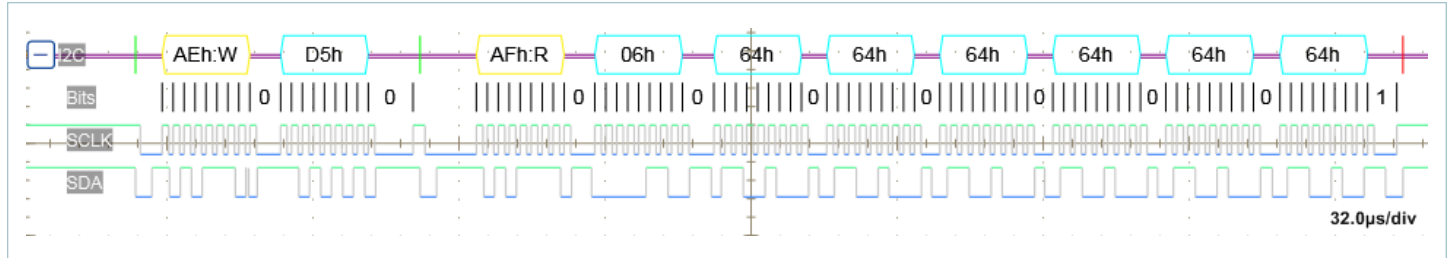 I2C AEh:W D5h AFh:R 06h 64h 64h 64h 64h 64h 64h
Bits 0 0 0 0 0 0 0 0 0 1
SCLK
SDA
32.0µs/div